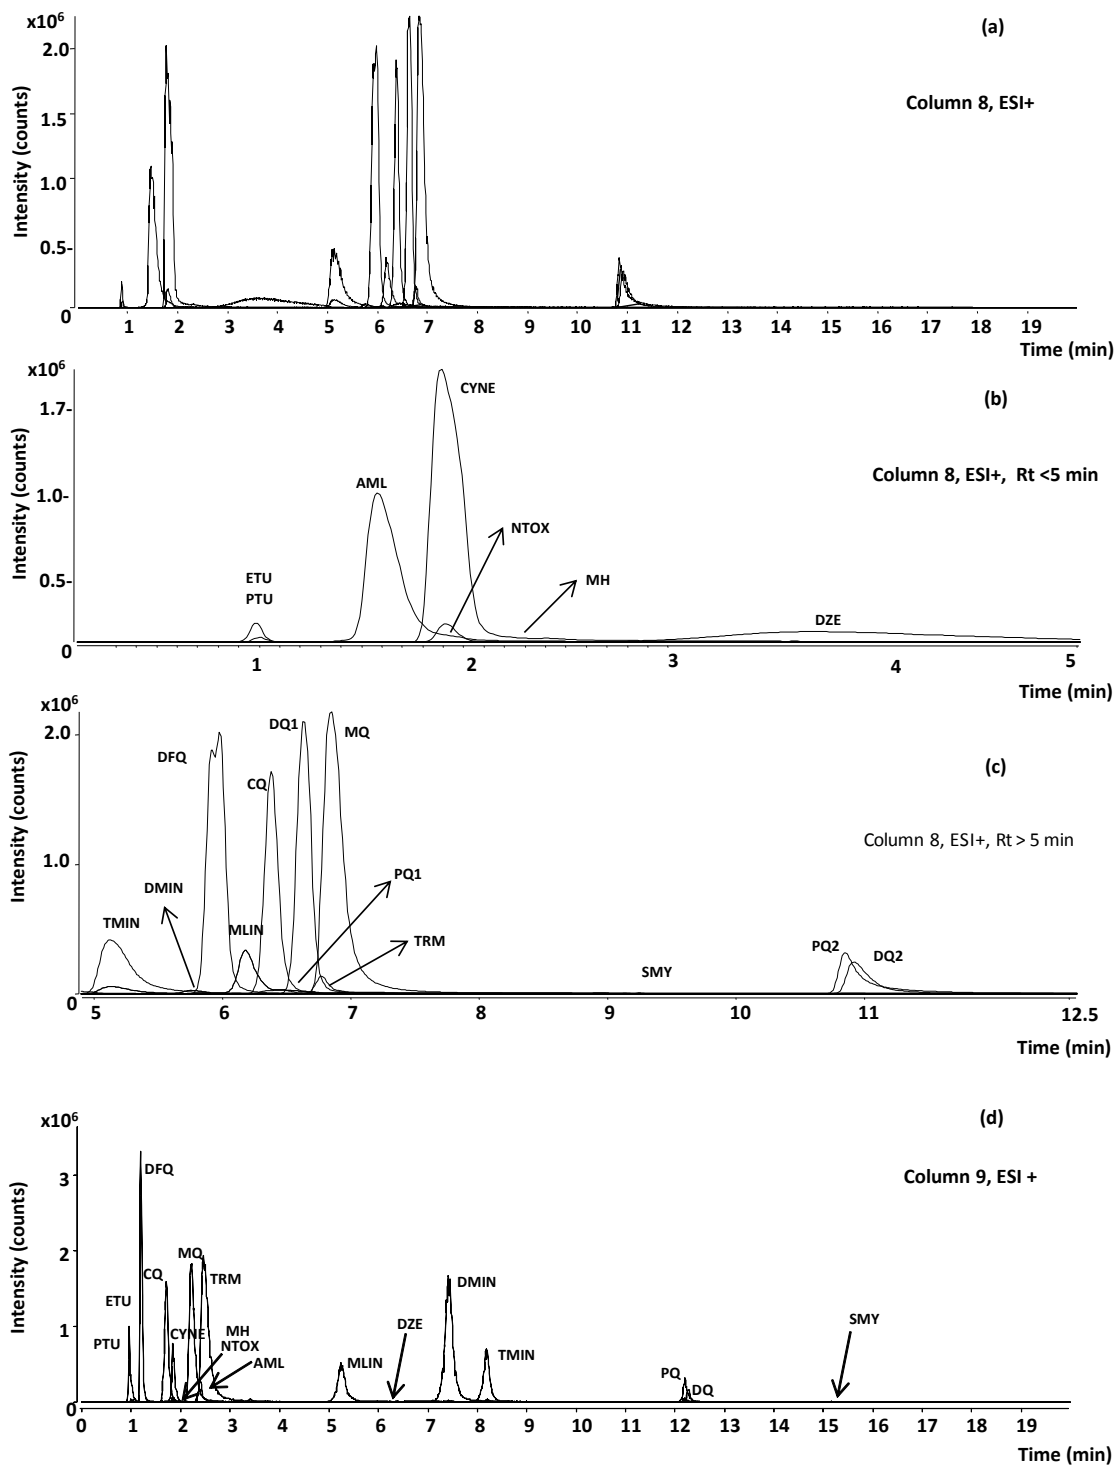 x10⁶
(a)
2.0
Column 8, ESI+
1.5
1.0
0.5
0
Intensity (counts)
1 2 3 4 5 6 7 8 9 10 11 12 13 14 15 16 17 18 19
Time (min)
x10⁶
(b)
CYNE
1.7
Column 8, ESI+, Rt <5 min
AML
1.0
NTOX
0.5
ETU
MH
PTU
DZE
0
Intensity (counts)
1 2 3 4 5
Time (min)
x10⁶
2.0
DQ1
MQ
DFQ
(c)
CQ
Column 8, ESI+, Rt > 5 min
1.0
PQ1
DMIN
TMIN
MLIN
TRM
PQ2
DQ2
SMY
0
Intensity (counts)
5 6 7 8 9 10 11 12.5
Time (min)
x10⁶
(d)
DFQ
Column 9, ESI +
3
2
MQ
CQ
TRM
DMIN
ETU
DZE
SMY
1
PTU
CYNE
MH
NTOX
AML
MLIN
TMIN
PQ
DQ
0
Intensity (counts)
0 1 2 3 4 5 6 7 8 9 10 11 12 13 14 15 16 17 18 19
Time (min)